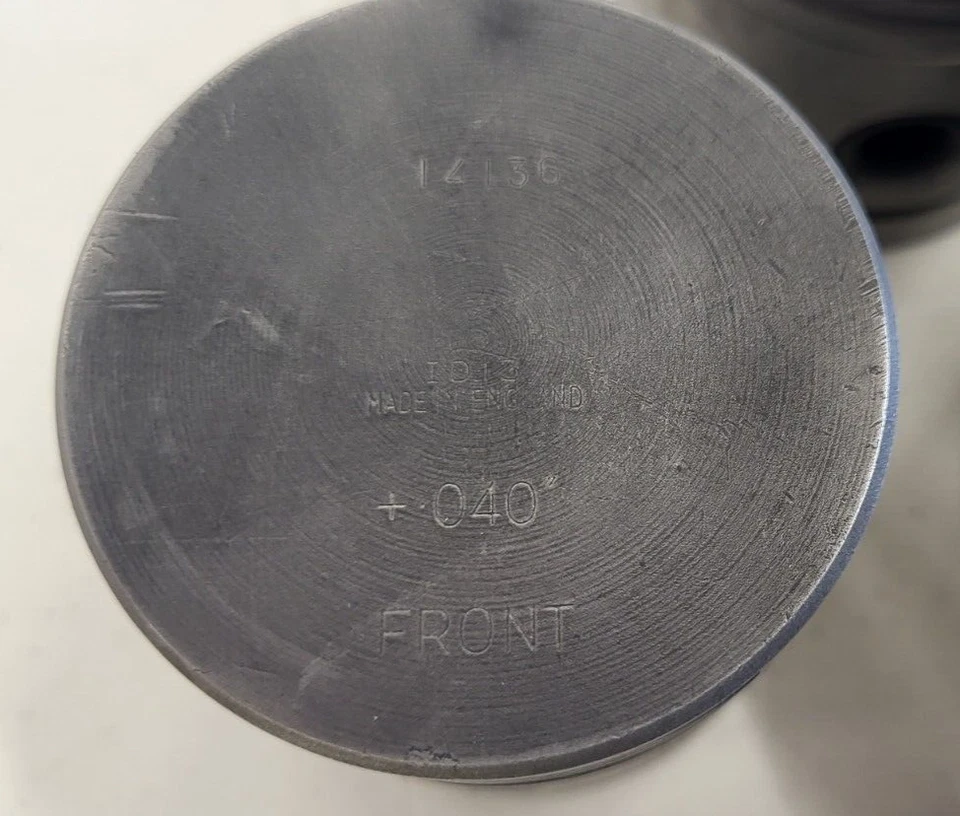 14136
MADE IN ENGLAND
+.040"
FRONT